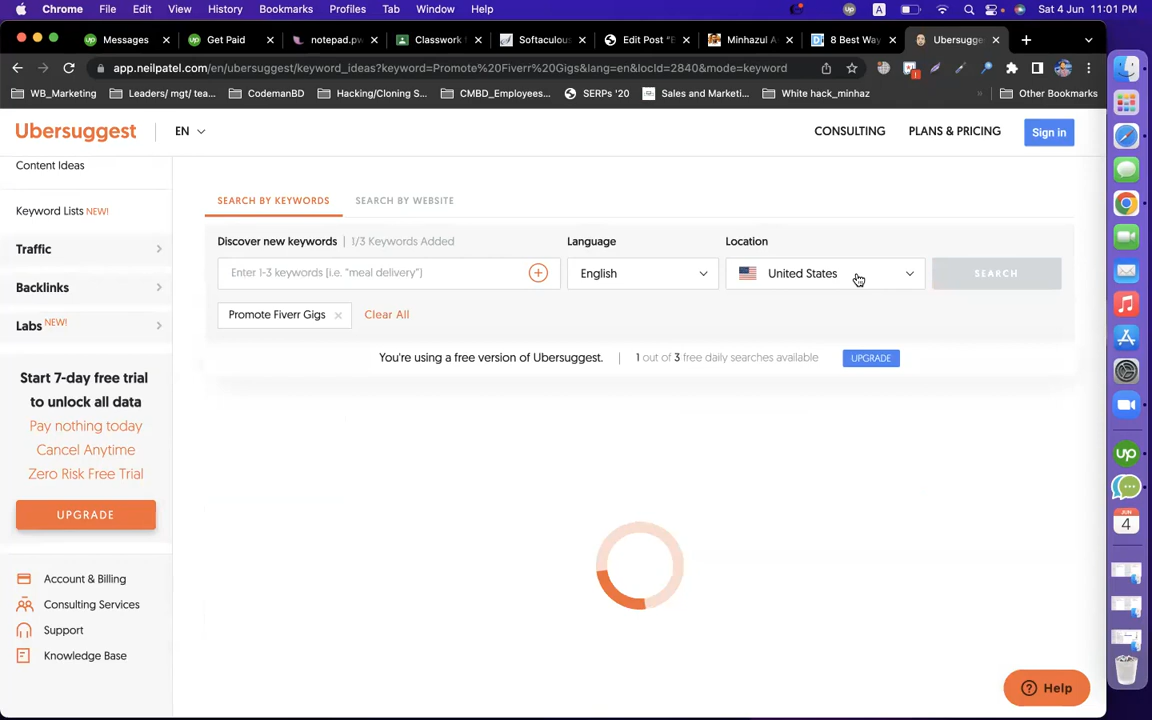 Chrome File Edit View History Bookmarks Profiles Tab Window Help A Sat 4 Jun 11:01 PM
up Messages × up Get Paid × notepad.pw × Classwork × Softaculous × Edit Post "E × Minhazul A × 8 Best Way × Ubersugge ×
app.neilpatel.com/en/ubersuggest/keyword_ideas?keyword=Promote%20Fiverr%20Gigs&lang=en&locId=2840&mode=keyword
WB_Marketing Leaders/ mgt/ tea... CodemanBD Hacking/Cloning S... CMBD_Employees... SERPs '20 Sales and Marketi... White hack_minhaz » Other Bookmarks
Ubersuggest EN CONSULTING PLANS & PRICING Sign in
Content Ideas
Keyword Lists NEW!
Traffic
Backlinks
Labs NEW!
Start 7-day free trial
to unlock all data
Pay nothing today
Cancel Anytime
Zero Risk Free Trial
UPGRADE
Account & Billing
Consulting Services
Support
Knowledge Base
SEARCH BY KEYWORDS SEARCH BY WEBSITE
Discover new keywords | 1/3 Keywords Added Language Location
Enter 1-3 keywords [i.e. "meal delivery"] English United States SEARCH
Promote Fiverr Gigs × Clear All
You're using a free version of Ubersuggest. | 1 out of 3 free daily searches available UPGRADE
up
JUN
4
Help